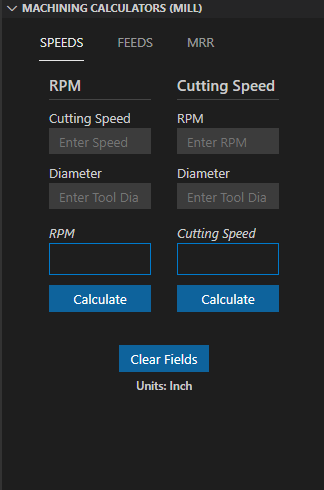 MACHINING CALCULATORS (MILL)
SPEEDS FEEDS MRR
RPM Cutting Speed
Cutting Speed RPM
Enter Speed Enter RPM
Diameter Diameter
Enter Tool Dia Enter Tool Dia
RPM Cutting Speed
Calculate Calculate
Clear Fields
Units: Inch